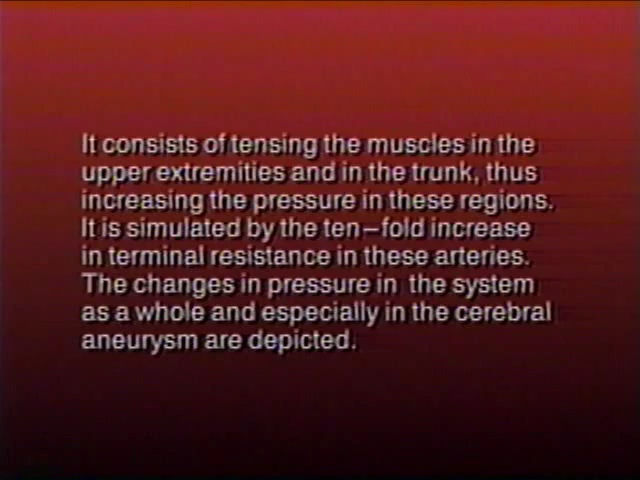 It consists of tensing the muscles in the
upper extremities and in the trunk, thus
increasing the pressure in these regions.
It is simulated by the ten-fold increase
in terminal resistance in these arteries.
The changes in pressure in the system
as a whole and especially in the cerebral
aneurysm are depicted.